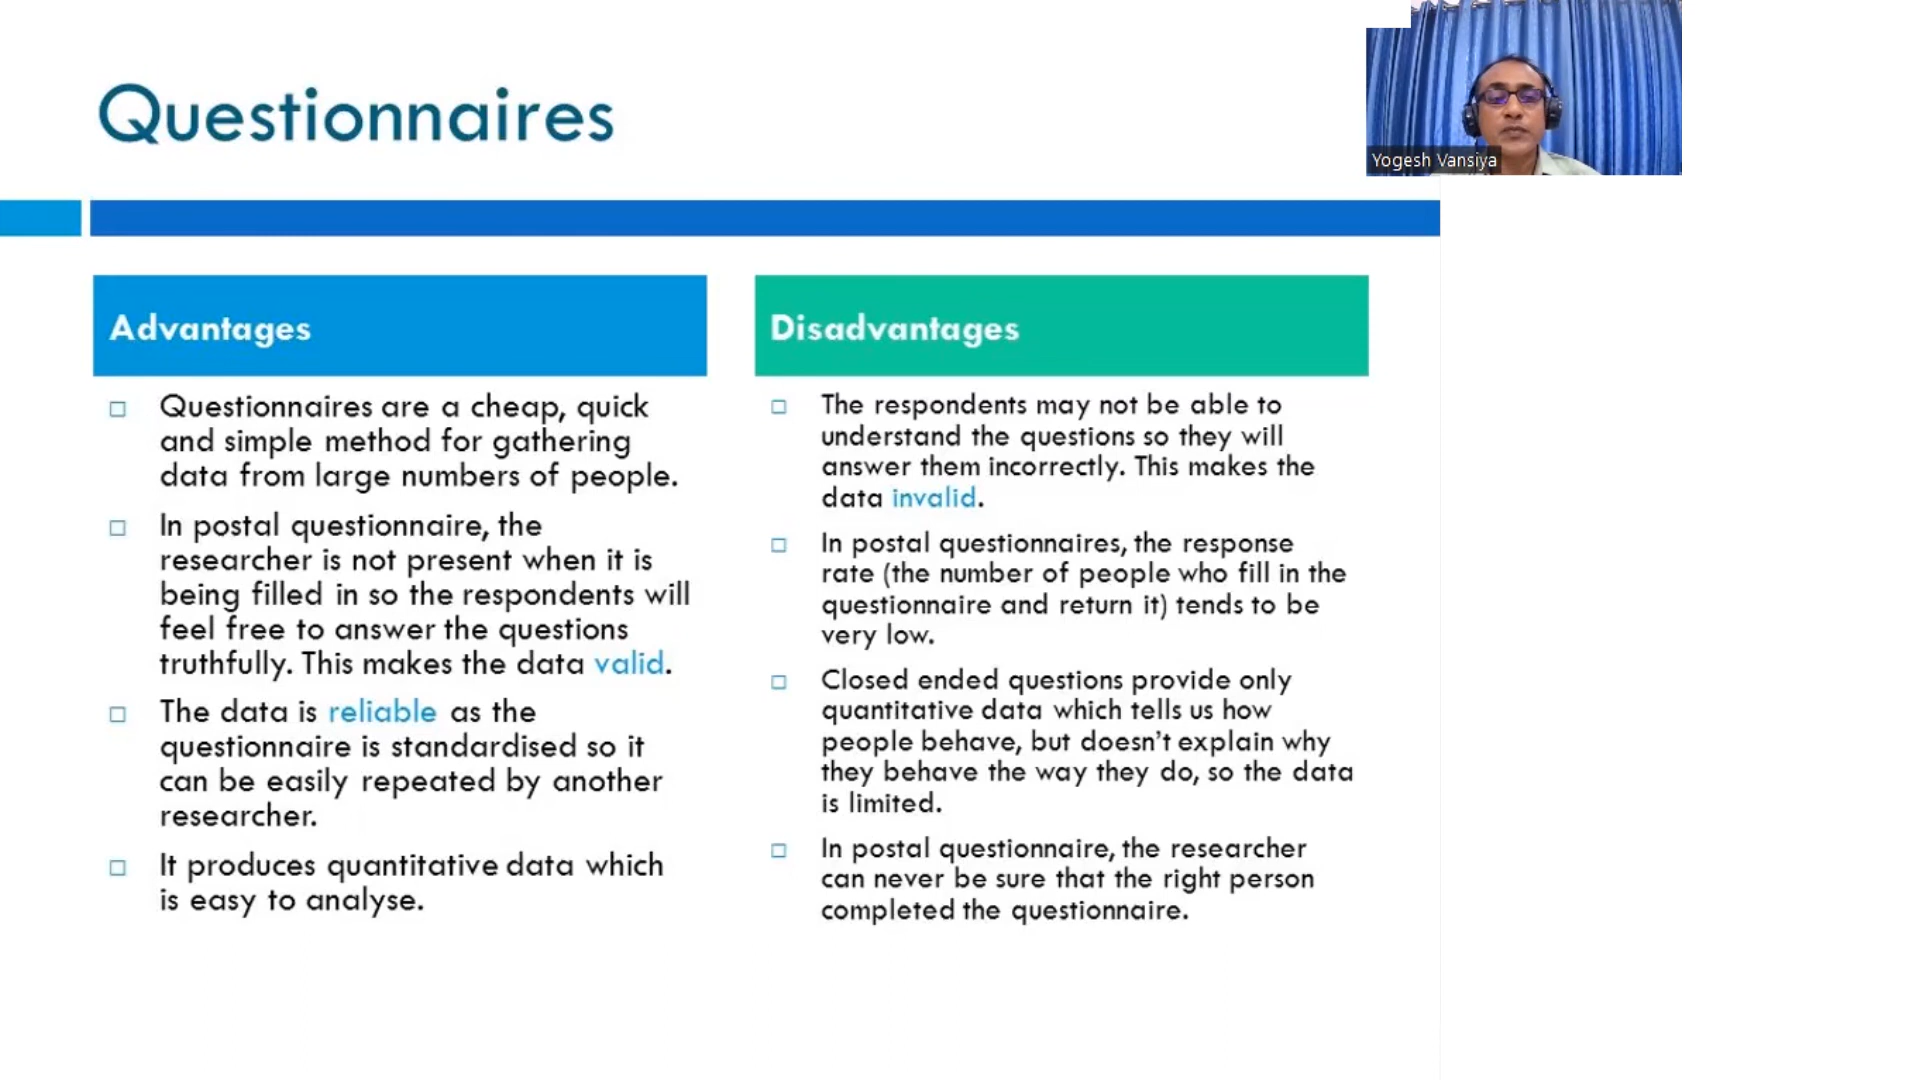 Questionnaires
Yogesh Vansiya
Advantages
Questionnaires are a cheap, quick
and simple method for gathering
data from large numbers of people.
In postal questionnaire, the
researcher is not present when it is
being filled in so the respondents will
feel free to answer the questions
truthfully. This makes the data valid.
The data is reliable as the
questionnaire is standardised so it
can be easily repeated by another
researcher.
It produces quantitative data which
is easy to analyse.
Disadvantages
The respondents may not be able to
understand the questions so they will
answer them incorrectly. This makes the
data invalid.
In postal questionnaires, the response
rate (the number of people who fill in the
questionnaire and return it) tends to be
very low.
Closed ended questions provide only
quantitative data which tells us how
people behave, but doesn't explain why
they behave the way they do, so the data
is limited.
In postal questionnaire, the researcher
can never be sure that the right person
completed the questionnaire.